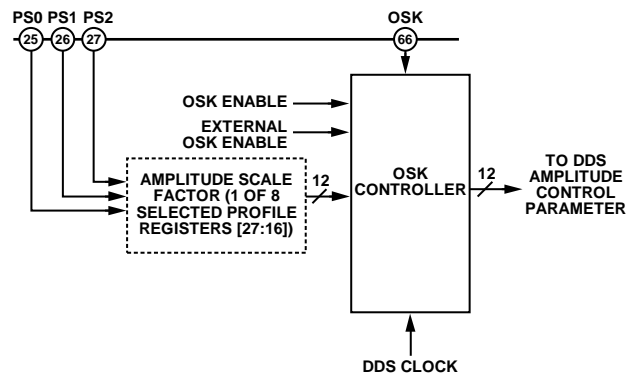 PS0 PS1 PS2
OSK
25
26
27
66
OSK ENABLE
EXTERNAL
OSK ENABLE
AMPLITUDE SCALE
FACTOR (1 OF 8
SELECTED PROFILE
REGISTERS [27:16])
12
OSK
CONTROLLER
12
TO DDS
AMPLITUDE
CONTROL
PARAMETER
DDS CLOCK